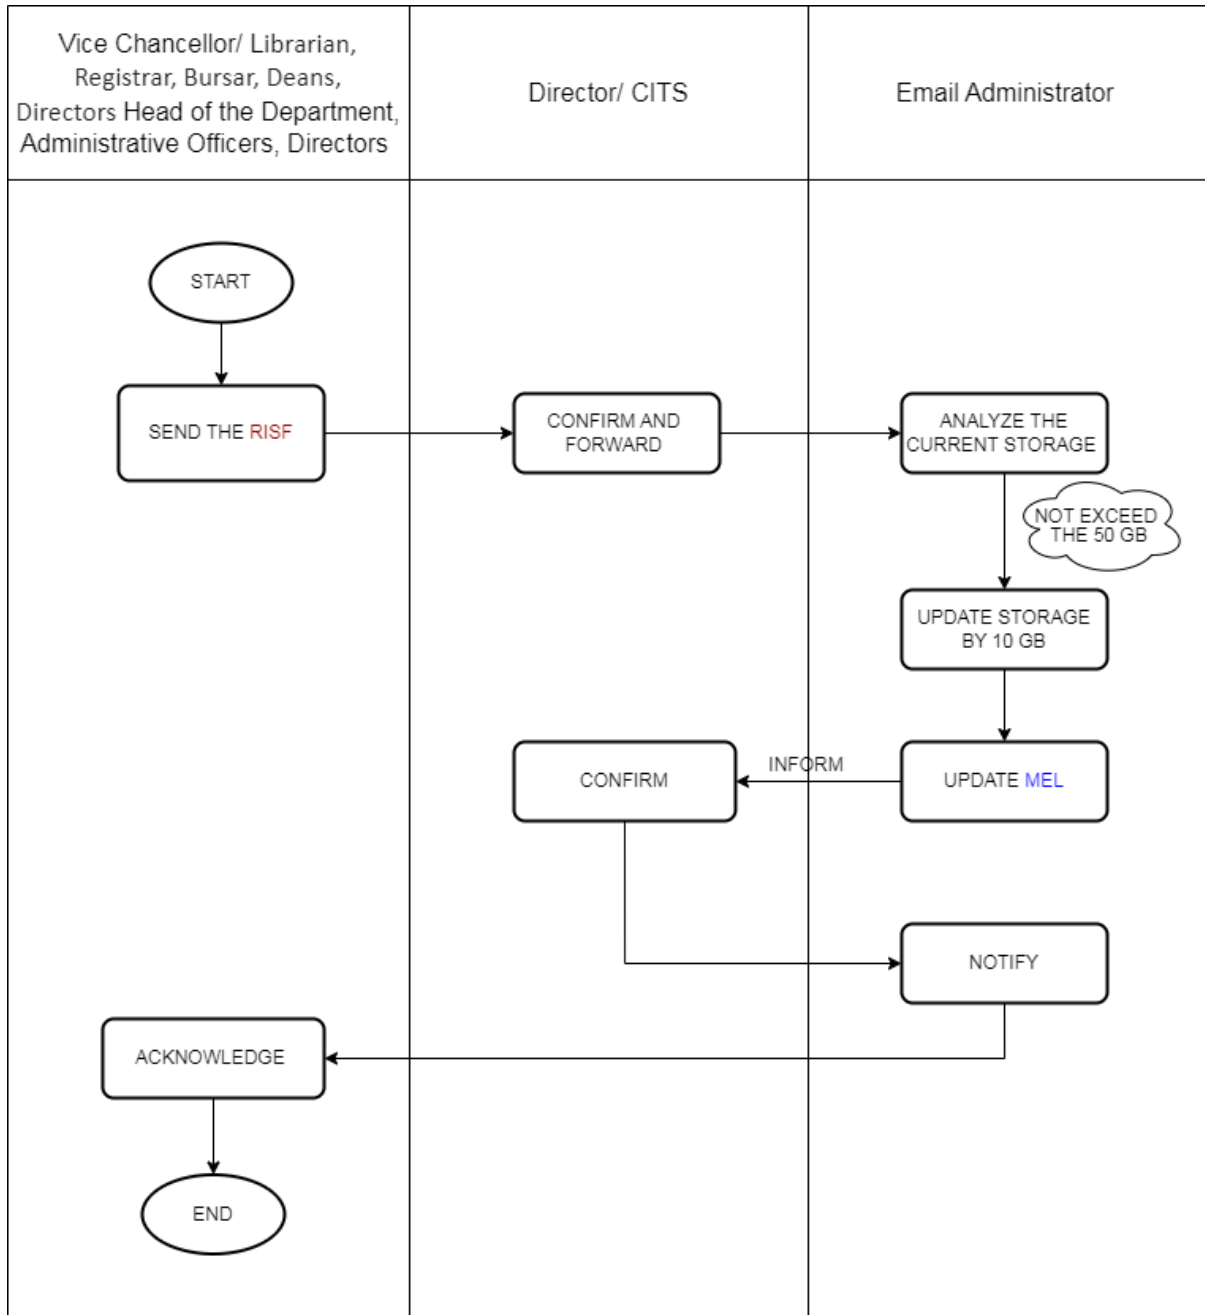 Vice Chancellor/ Librarian,
Registrar, Bursar, Deans,
Directors Head of the Department,
Administrative Officers, Directors
Director/ CITS
Email Administrator
START
SEND THE RISF
CONFIRM AND
FORWARD
ANALYZE THE
CURRENT STORAGE
NOT EXCEED
THE 50 GB
UPDATE STORAGE
BY 10 GB
UPDATE MEL
INFORM
CONFIRM
NOTIFY
ACKNOWLEDGE
END